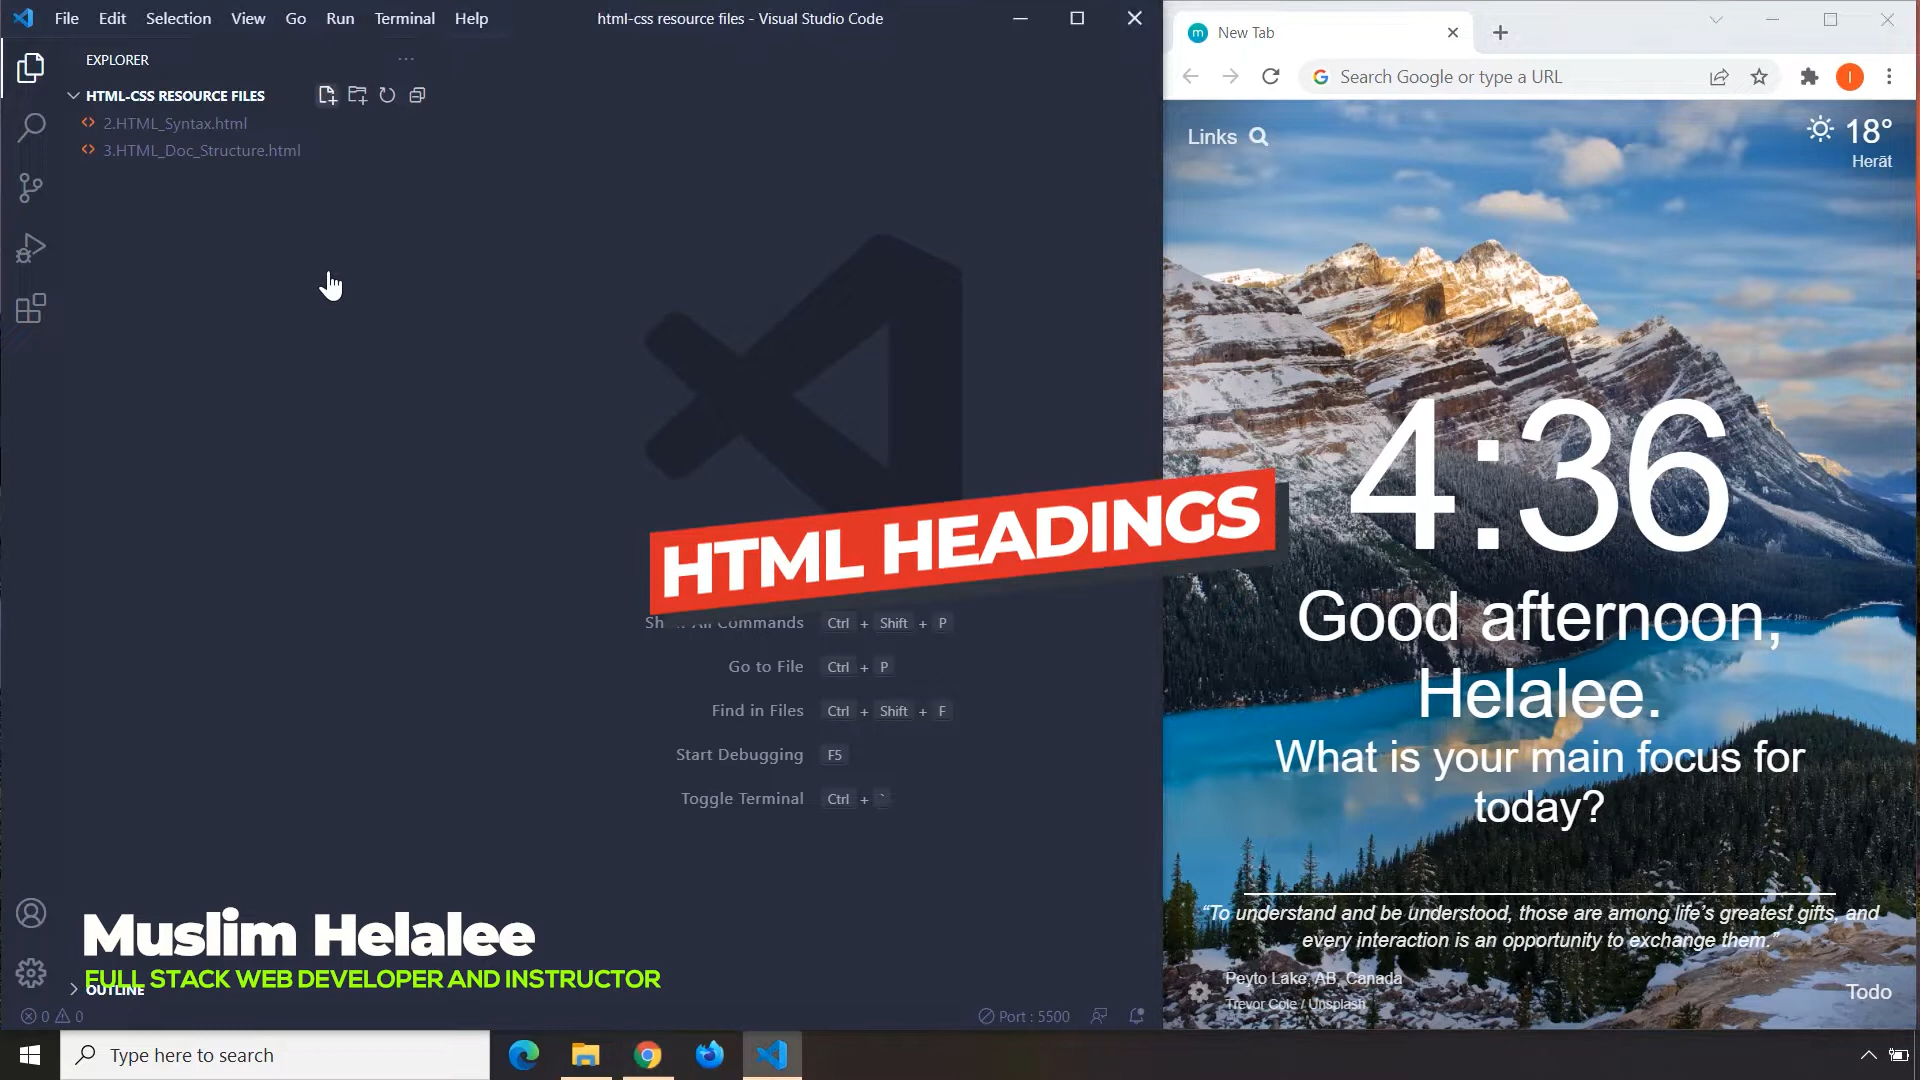 File Edit Selection View Go Run Terminal Help
html-css resource files - Visual Studio Code
EXPLORER
HTML-CSS RESOURCE FILES
2.HTML_Syntax.html
3.HTML_Doc_Structure.html
HTML HEADINGS
Commands Ctrl + Shift + P
Go to File Ctrl + P
Find in Files Ctrl + Shift + F
Start Debugging F5
Toggle Terminal Ctrl + `
Muslim Helalee
FULL STACK WEB DEVELOPER AND INSTRUCTOR
OUTLINE
0 0
Port : 5500
Type here to search
New Tab
Search Google or type a URL
I
Links
18°
Herāt
4:36
Good afternoon,
Helalee.
What is your main focus for
today?
“To understand and be understood, those are among life’s greatest gifts, and
every interaction is an opportunity to exchange them.”
Peyto Lake, AB, Canada
Trevor Cole / Unsplash
Todo